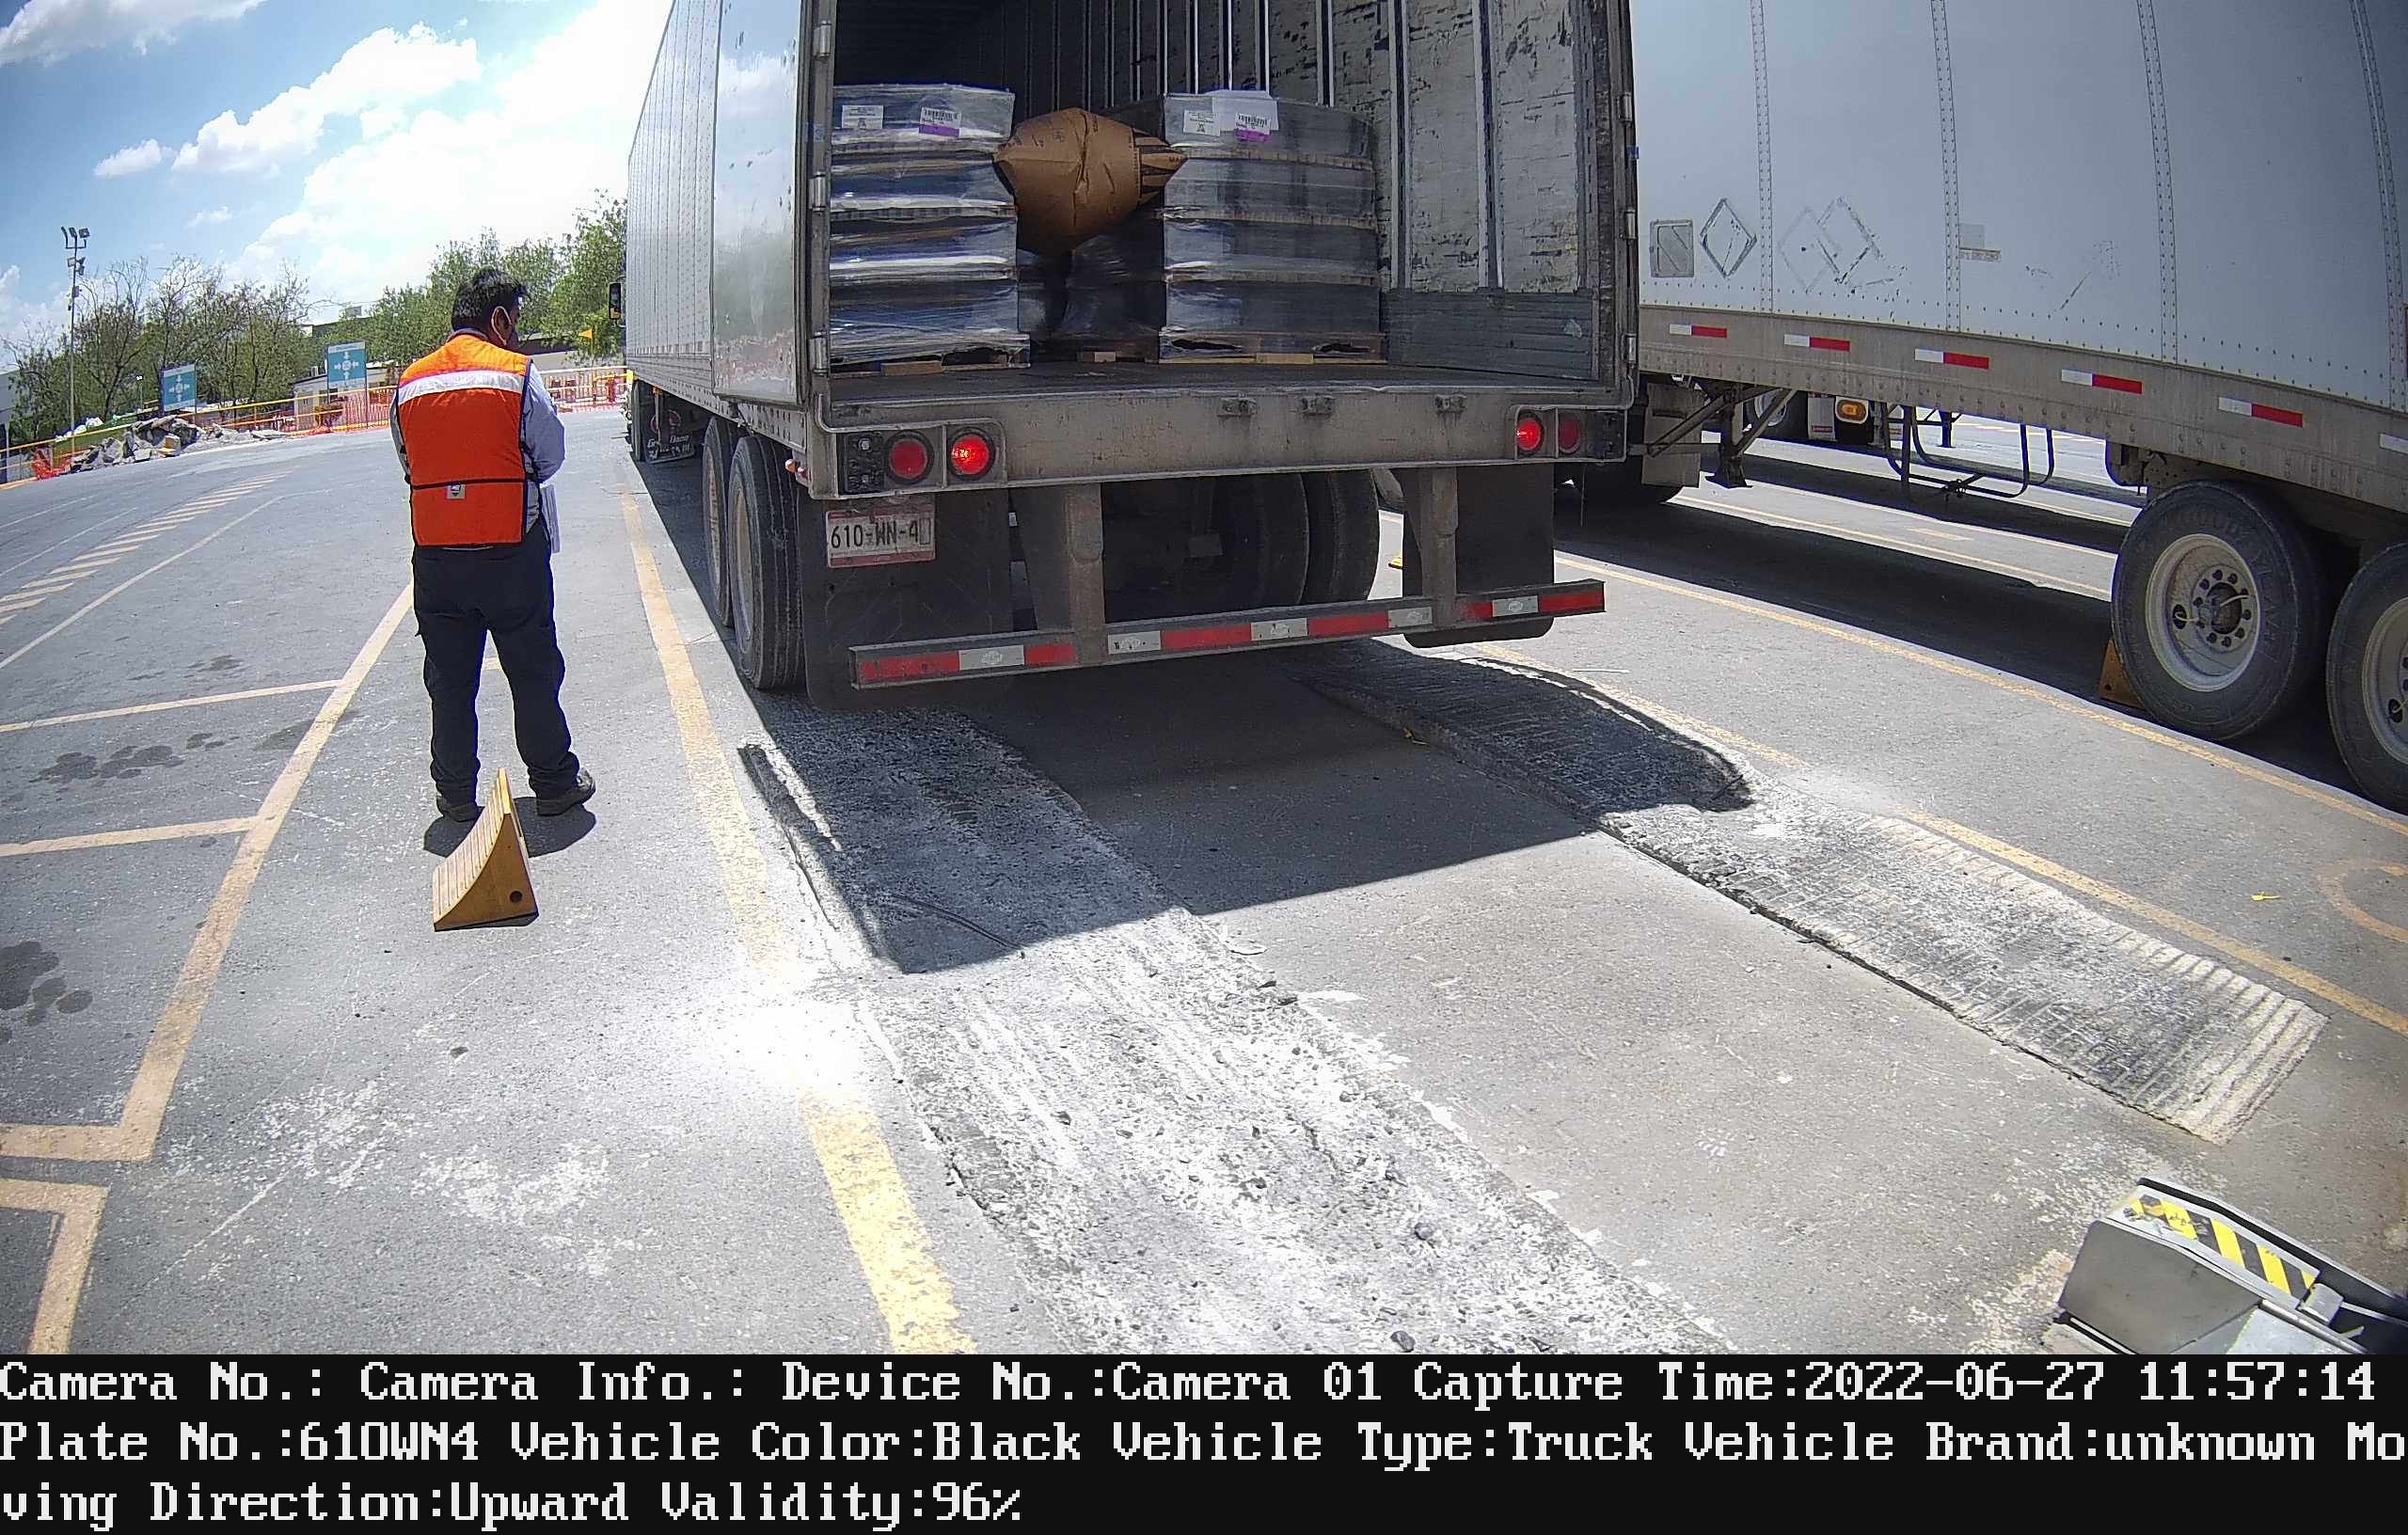 610-WN-4
Camera No.: Camera Info.: Device No.:Camera 01 Capture Time:2022-06-27 11:57:14
Plate No.:610WN4 Vehicle Color:Black Vehicle Type:Truck Vehicle Brand:unknown Mo
ving Direction:Upward Validity:96%